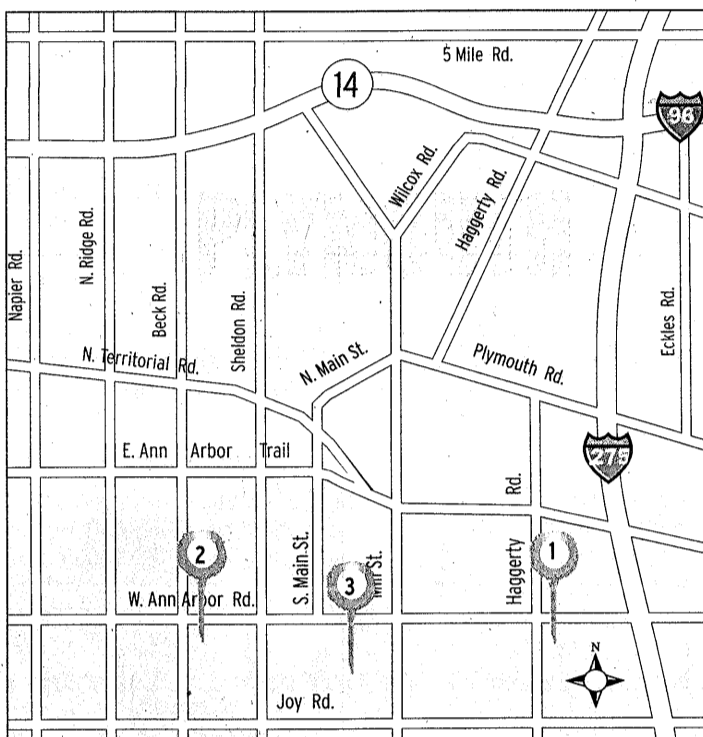 5 Mile Rd.
14
96
Wilcox Rd.
Haggerty Rd.
Napier Rd.
N. Ridge Rd.
Beck Rd.
Sheldon Rd.
Eckles Rd.
N. Territorial Rd.
N. Main St.
Plymouth Rd.
E. Ann Arbor Trail
275
Haggerty Rd.
2
3
1
S. Main St.
Mill St.
W. Ann Arbor Rd.
N
Joy Rd.